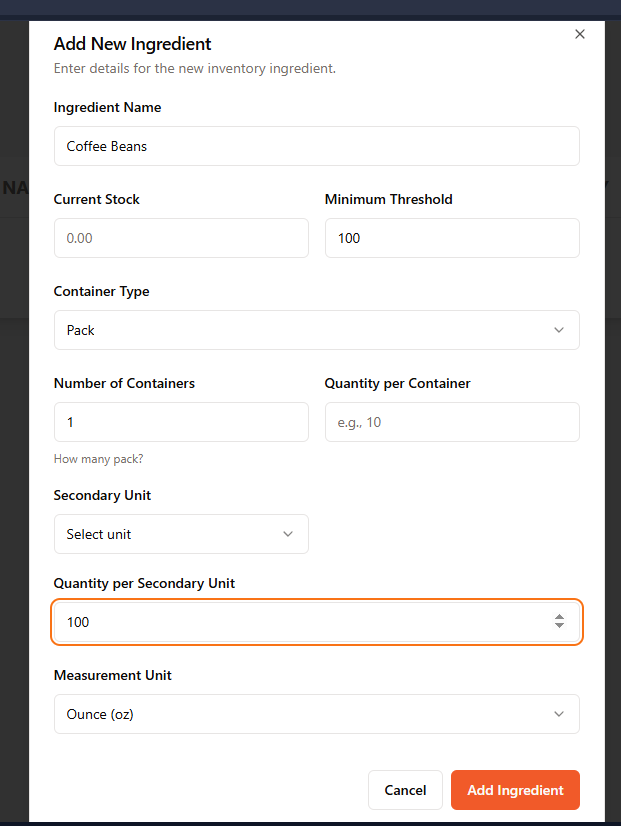 Add New Ingredient
Enter details for the new inventory ingredient.
Ingredient Name
Coffee Beans
NA
Current Stock
Minimum Threshold
0.00
100
Container Type
Pack
Number of Containers
Quantity per Container
1
e.g., 10
How many pack?
Secondary Unit
Select unit
Quantity per Secondary Unit
100
Measurement Unit
Ounce (oz)
Cancel
Add Ingredient